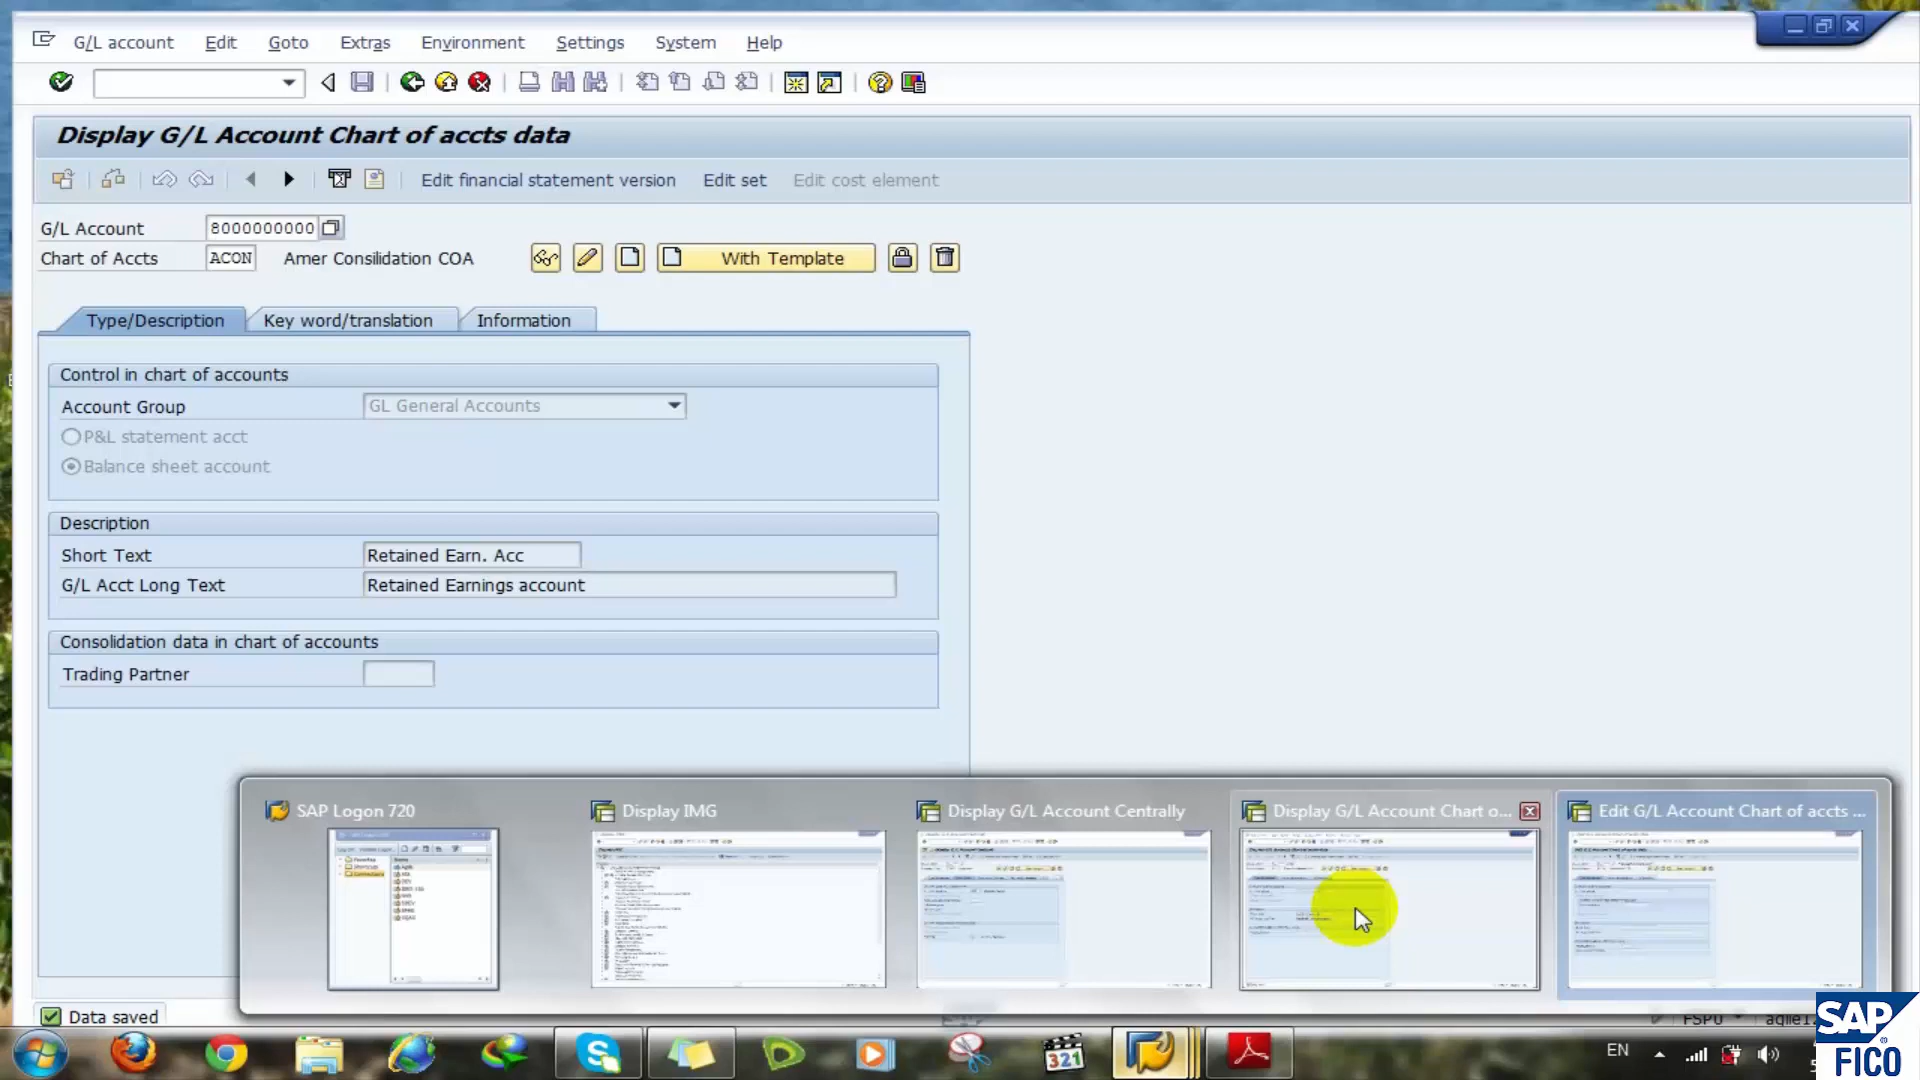 G/L account Edit Goto Extras Environment Settings System Help
Display G/L Account Chart of accts data
Edit financial statement version Edit set Edit cost element
G/L Account 8000000000
Chart of Accts ACON Amer Consilidation COA With Template
Type/Description Key word/translation Information
Control in chart of accounts
Account Group GL General Accounts
P&L statement acct
Balance sheet account
Description
Short Text Retained Earn. Acc
G/L Acct Long Text Retained Earnings account
Consolidation data in chart of accounts
Trading Partner
SAP Logon 720 Display IMG Display G/L Account Centrally Display G/L Account Chart o... Edit G/L Account Chart of accts ...
Data saved
321
EN
SAP
FICO